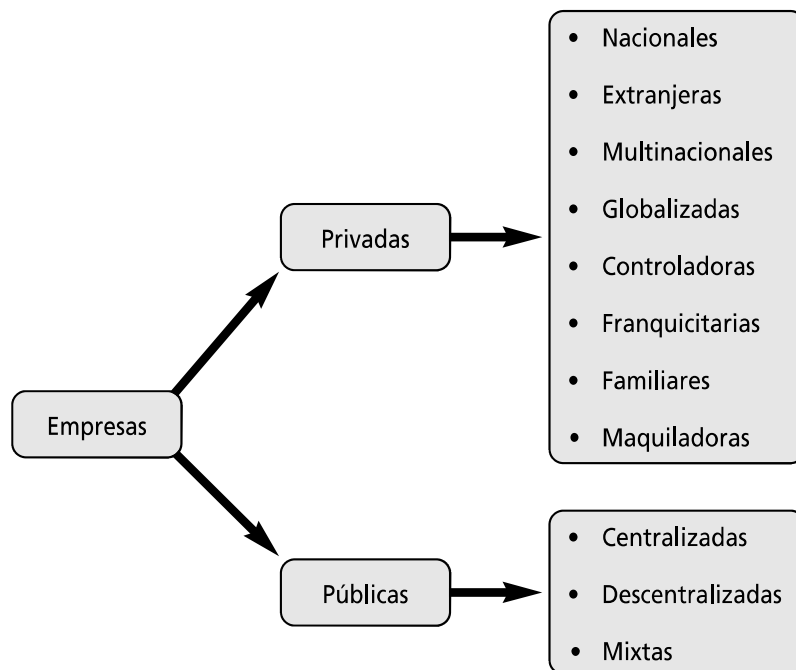 Empresas
Privadas
• Nacionales
• Extranjeras
• Multinacionales
• Globalizadas
• Controladoras
• Franquicitarias
• Familiares
• Maquiladoras
Públicas
• Centralizadas
• Descentralizadas
• Mixtas